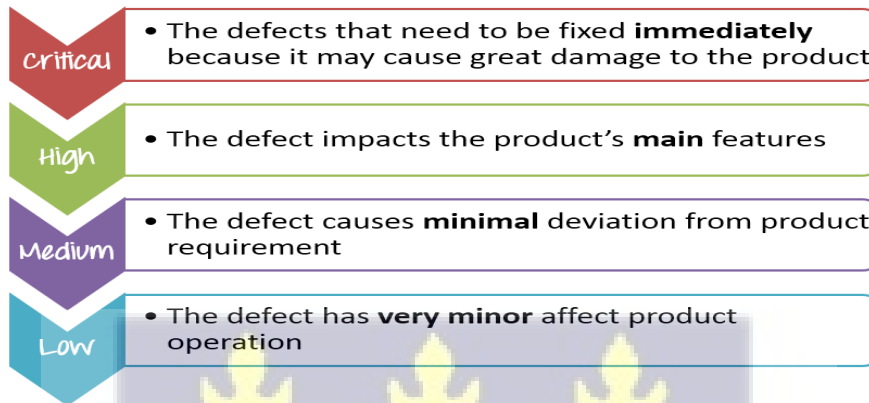 Critical
• The defects that need to be fixed immediately
because it may cause great damage to the product
High
• The defect impacts the product's main features
Medium
• The defect causes minimal deviation from product
requirement
Low
• The defect has very minor affect product
operation